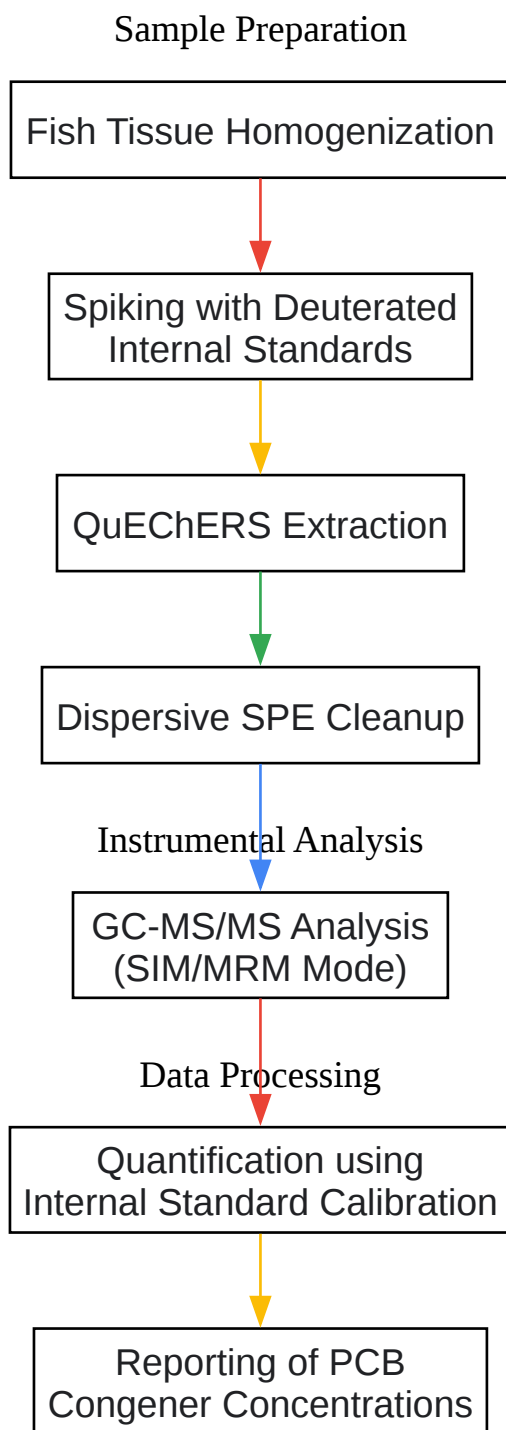 Sample Preparation
Fish Tissue Homogenization
Spiking with Deuterated
Internal Standards
QuEChERS Extraction
Dispersive SPE Cleanup
Instrumental Analysis
GC-MS/MS Analysis
(SIM/MRM Mode)
Data Processing
Quantification using
Internal Standard Calibration
Reporting of PCB
Congener Concentrations